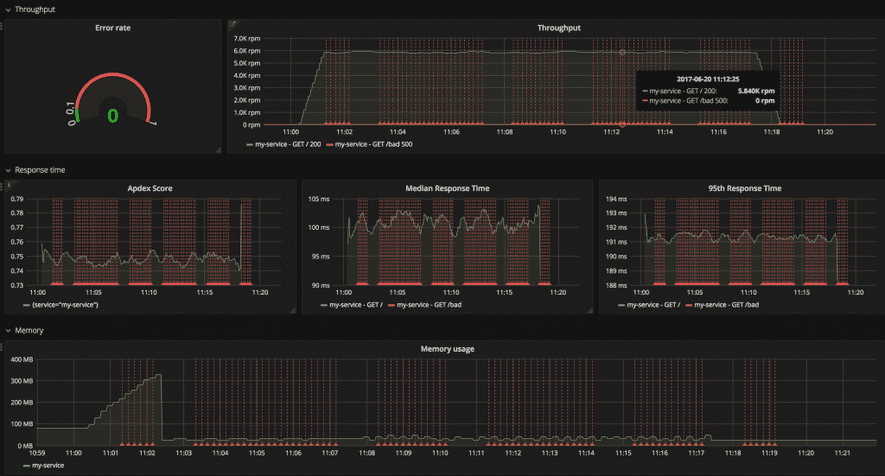 Throughput
Error rate
0
0.1
1
0
Throughput
7.0K rpm
6.0K rpm
5.0K rpm
4.0K rpm
3.0K rpm
2.0K rpm
1.0K rpm
0 rpm
11:00 11:02 11:04 11:06 11:08 11:10 11:12 11:14 11:16 11:18 11:20
2017-06-20 11:12:25
my-service - GET / 200: 5.840K rpm
my-service - GET /bad 500: 0 rpm
my-service - GET / 200 my-service - GET /bad 500
Response time
Apdex Score
0.79
0.78
0.77
0.76
0.75
0.74
0.73
11:00 11:05 11:10 11:15 11:20
{service="my-service"}
Median Response Time
105 ms
100 ms
95 ms
90 ms
11:00 11:05 11:10 11:15 11:20
my-service - GET / my-service - GET /bad
95th Response Time
194 ms
193 ms
192 ms
191 ms
190 ms
189 ms
188 ms
11:00 11:05 11:10 11:15 11:20
my-service - GET / my-service - GET /bad
Memory
Memory usage
400 MB
300 MB
200 MB
100 MB
0 MB
10:59 11:00 11:01 11:02 11:03 11:04 11:05 11:06 11:07 11:08 11:09 11:10 11:11 11:12 11:13 11:14 11:15 11:16 11:17 11:18 11:19 11:20 11:21
my-service